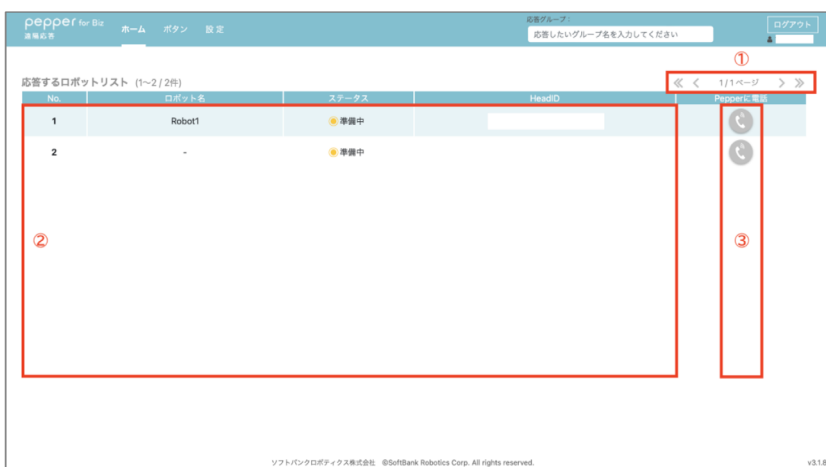 pepper for Biz
遠隔応答
ホーム ボタン 設定
応答グループ:
応答したいグループ名を入力してください
ログアウト
①
応答するロボットリスト (1〜2 / 2件)
≪ < 1/1ページ > ≫
No. ロボット名 ステータス HeadID Pepperに電話
1 Robot1 準備中
2 - 準備中
②
③
ソフトバンクロボティクス株式会社 ©SoftBank Robotics Corp. All rights reserved.
v3.1.8